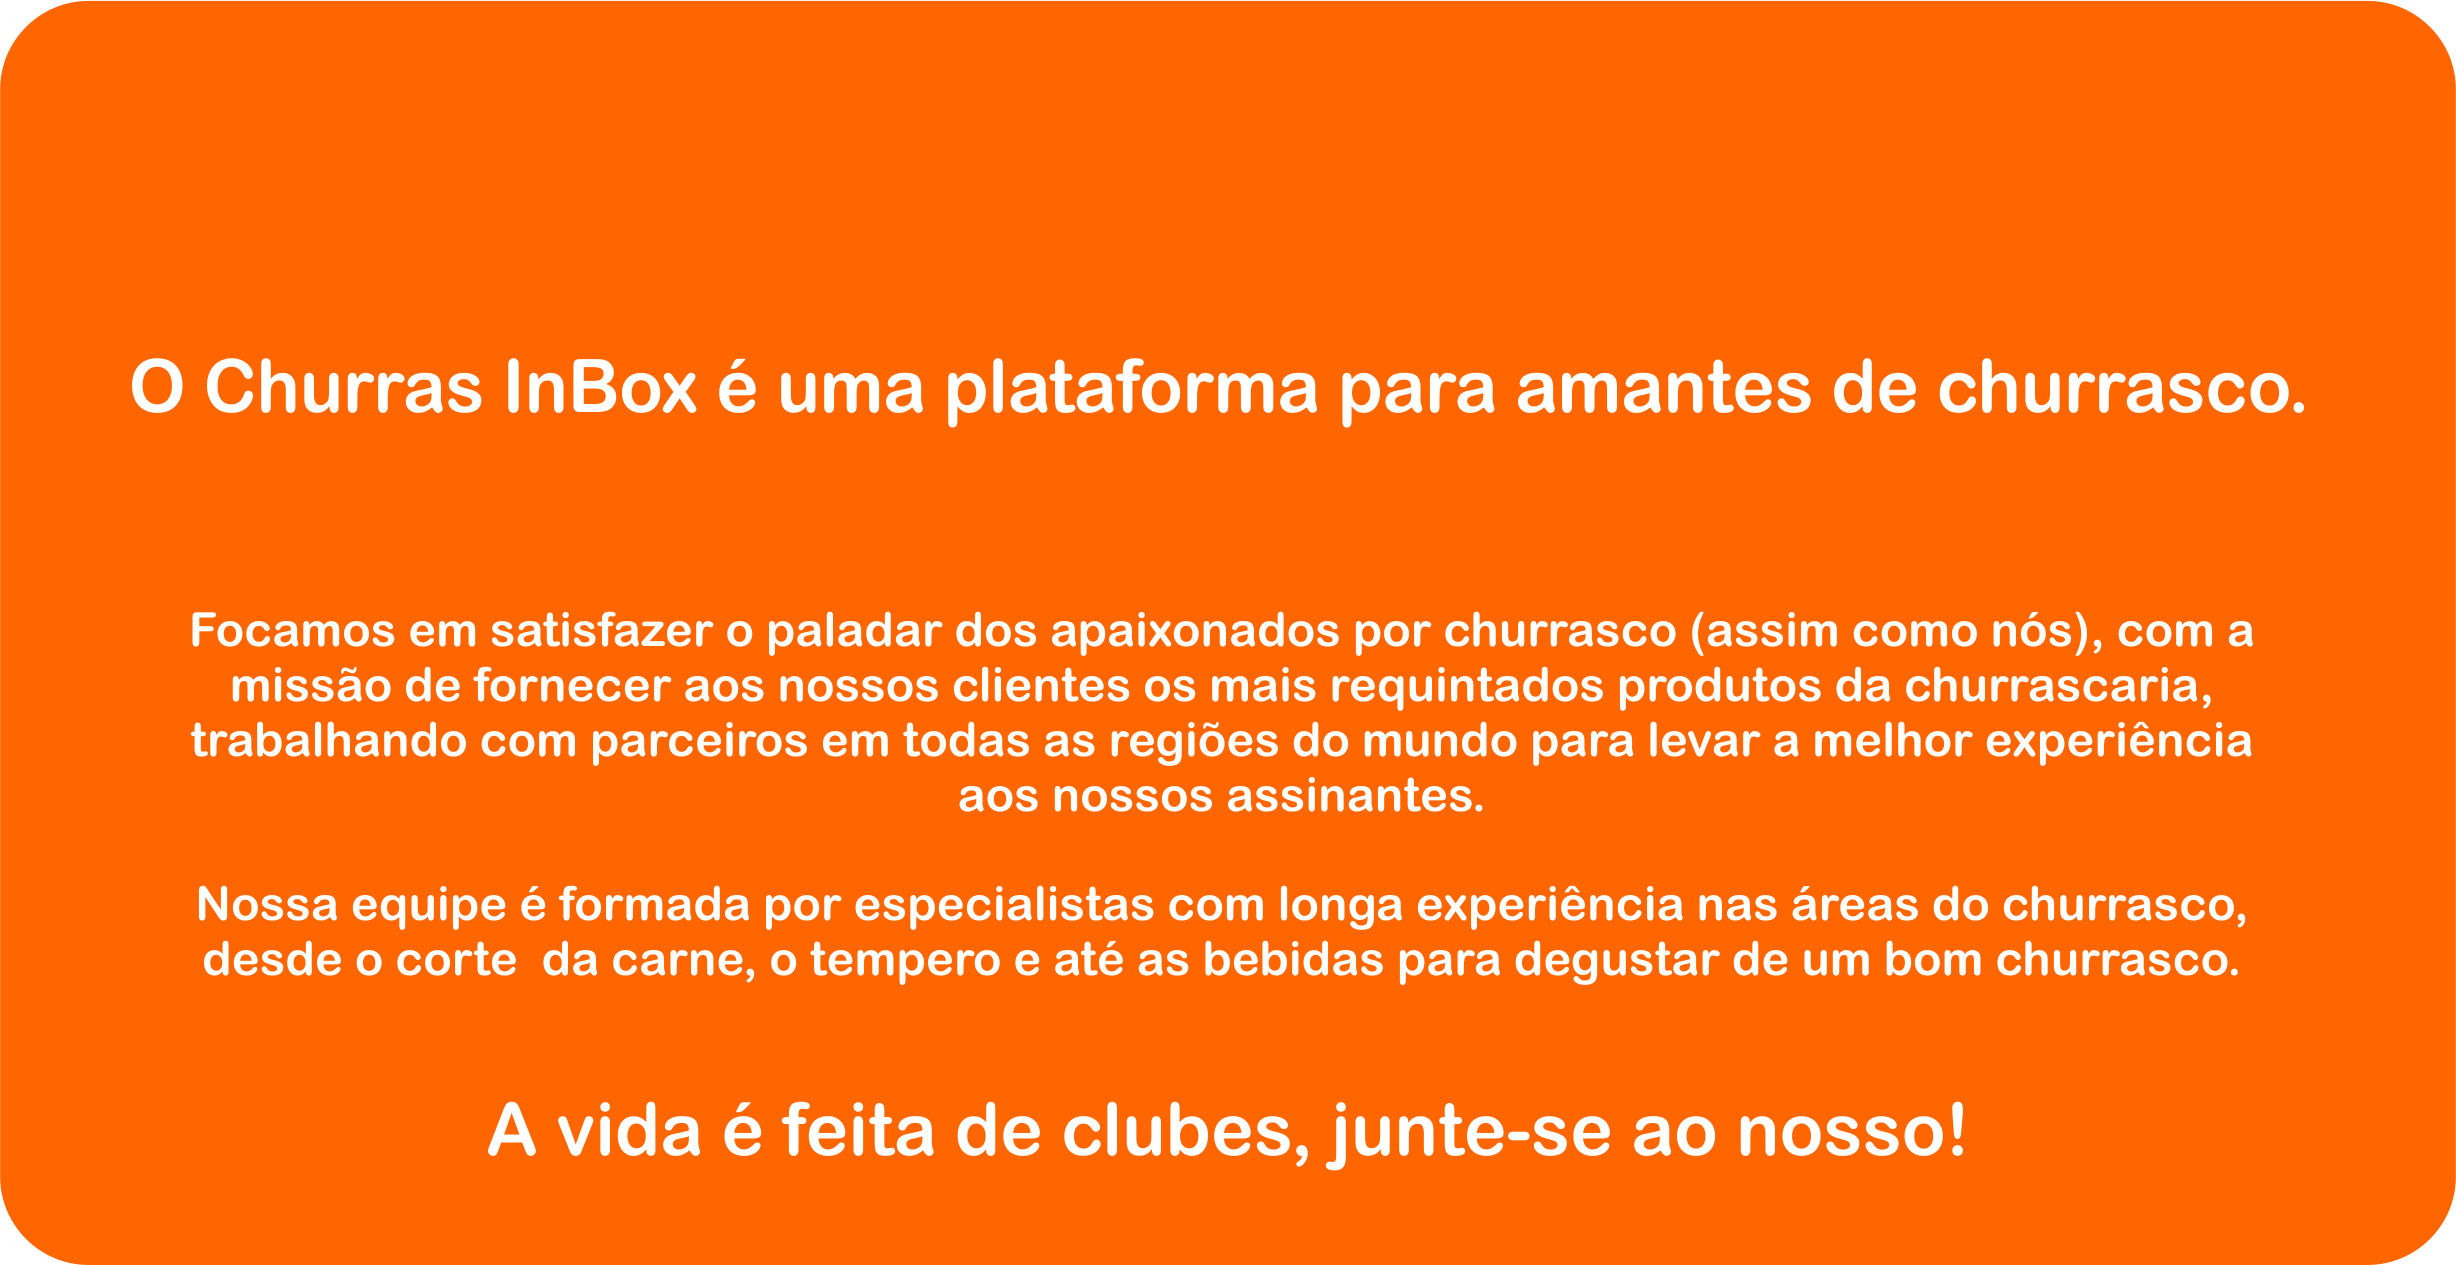 O Churras InBox é uma plataforma para amantes de churrasco.
Focamos em satisfazer o paladar dos apaixonados por churrasco (assim como nós), com a
missão de fornecer aos nossos clientes os mais requintados produtos da churrascaria,
trabalhando com parceiros em todas as regiões do mundo para levar a melhor experiência
aos nossos assinantes.
Nossa equipe é formada por especialistas com longa experiência nas áreas do churrasco,
desde o corte  da carne, o tempero e até as bebidas para degustar de um bom churrasco.
A vida é feita de clubes, junte-se ao nosso!